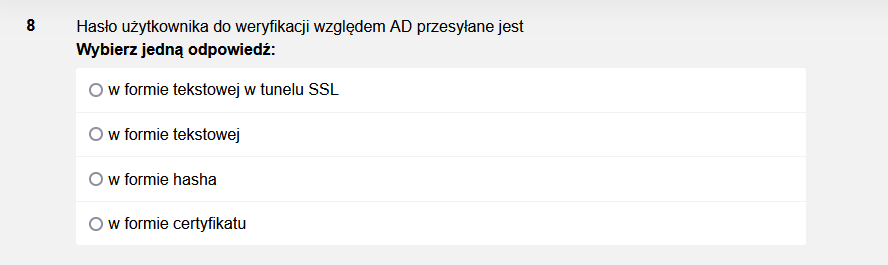 8 Hasło użytkownika do weryfikacji względem AD przesyłane jest
Wybierz jedną odpowiedź:
w formie tekstowej w tunelu SSL
w formie tekstowej
w formie hasha
w formie certyfikatu